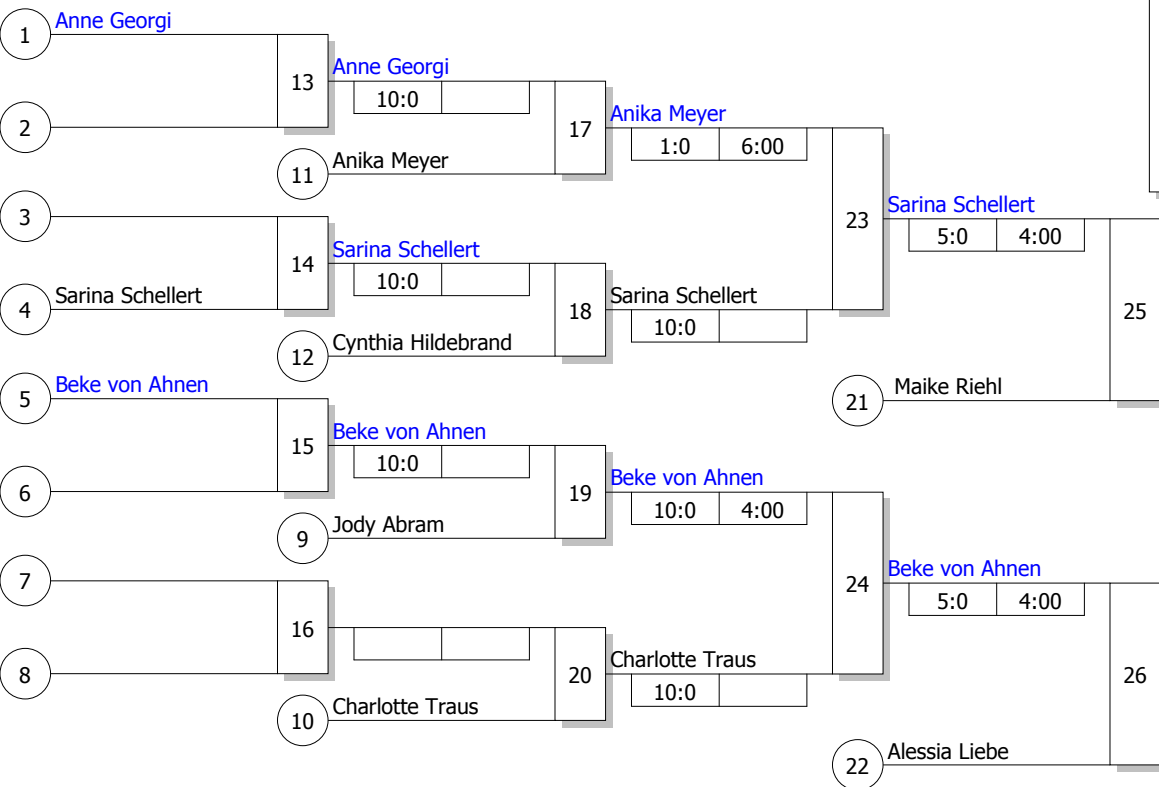 1 Anne Georgi
13
Anne Georgi
10:0
2
17
Anika Meyer
1:0 6:00
11 Anika Meyer
3
23
Sarina Schellert
5:0 4:00
14
Sarina Schellert
10:0
4 Sarina Schellert
18
Sarina Schellert
10:0
25
12 Cynthia Hildebrand
5 Beke von Ahnen
21 Maike Riehl
15
Beke von Ahnen
10:0
6
19
Beke von Ahnen
10:0 4:00
9 Jody Abram
7
24
Beke von Ahnen
5:0 4:00
16
8
20
Charlotte Traus
10:0
26
10 Charlotte Traus
22 Alessia Liebe